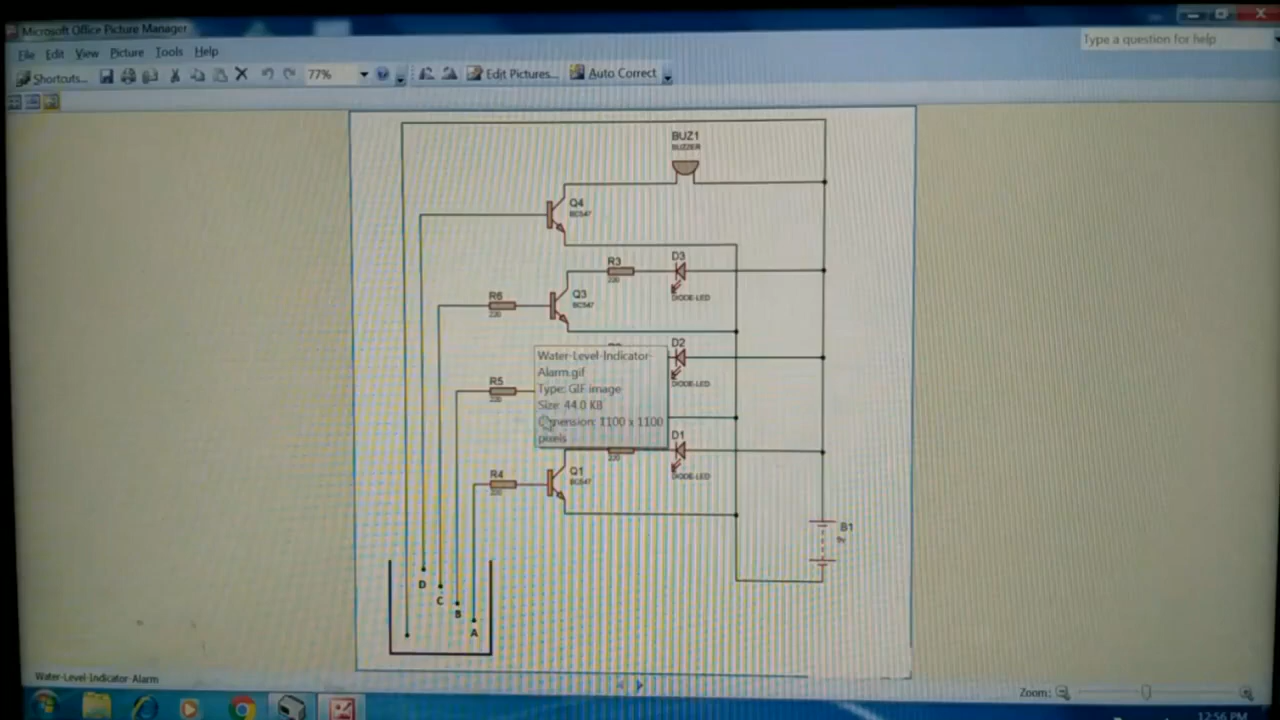 Microsoft Office Picture Manager
File Edit View Picture Tools Help
Type a question for help
Shortcuts... 77% Edit Pictures... Auto Correct
BUZ1
BUZZER
Q4
BC547
R3
220
D3
DIODE-LED
R6
220
Q3
BC547
D2
DIODE-LED
R5
220
Water-Level-Indicator-
Alarm.gif
Type: GIF image
Size: 44.0 KB
Dimension: 1100 x 1100
pixels
D1
DIODE-LED
220
R4
220
Q1
BC547
B1
9v
D
C
B
A
Water-Level-Indicator-Alarm
Zoom:
12:56 PM